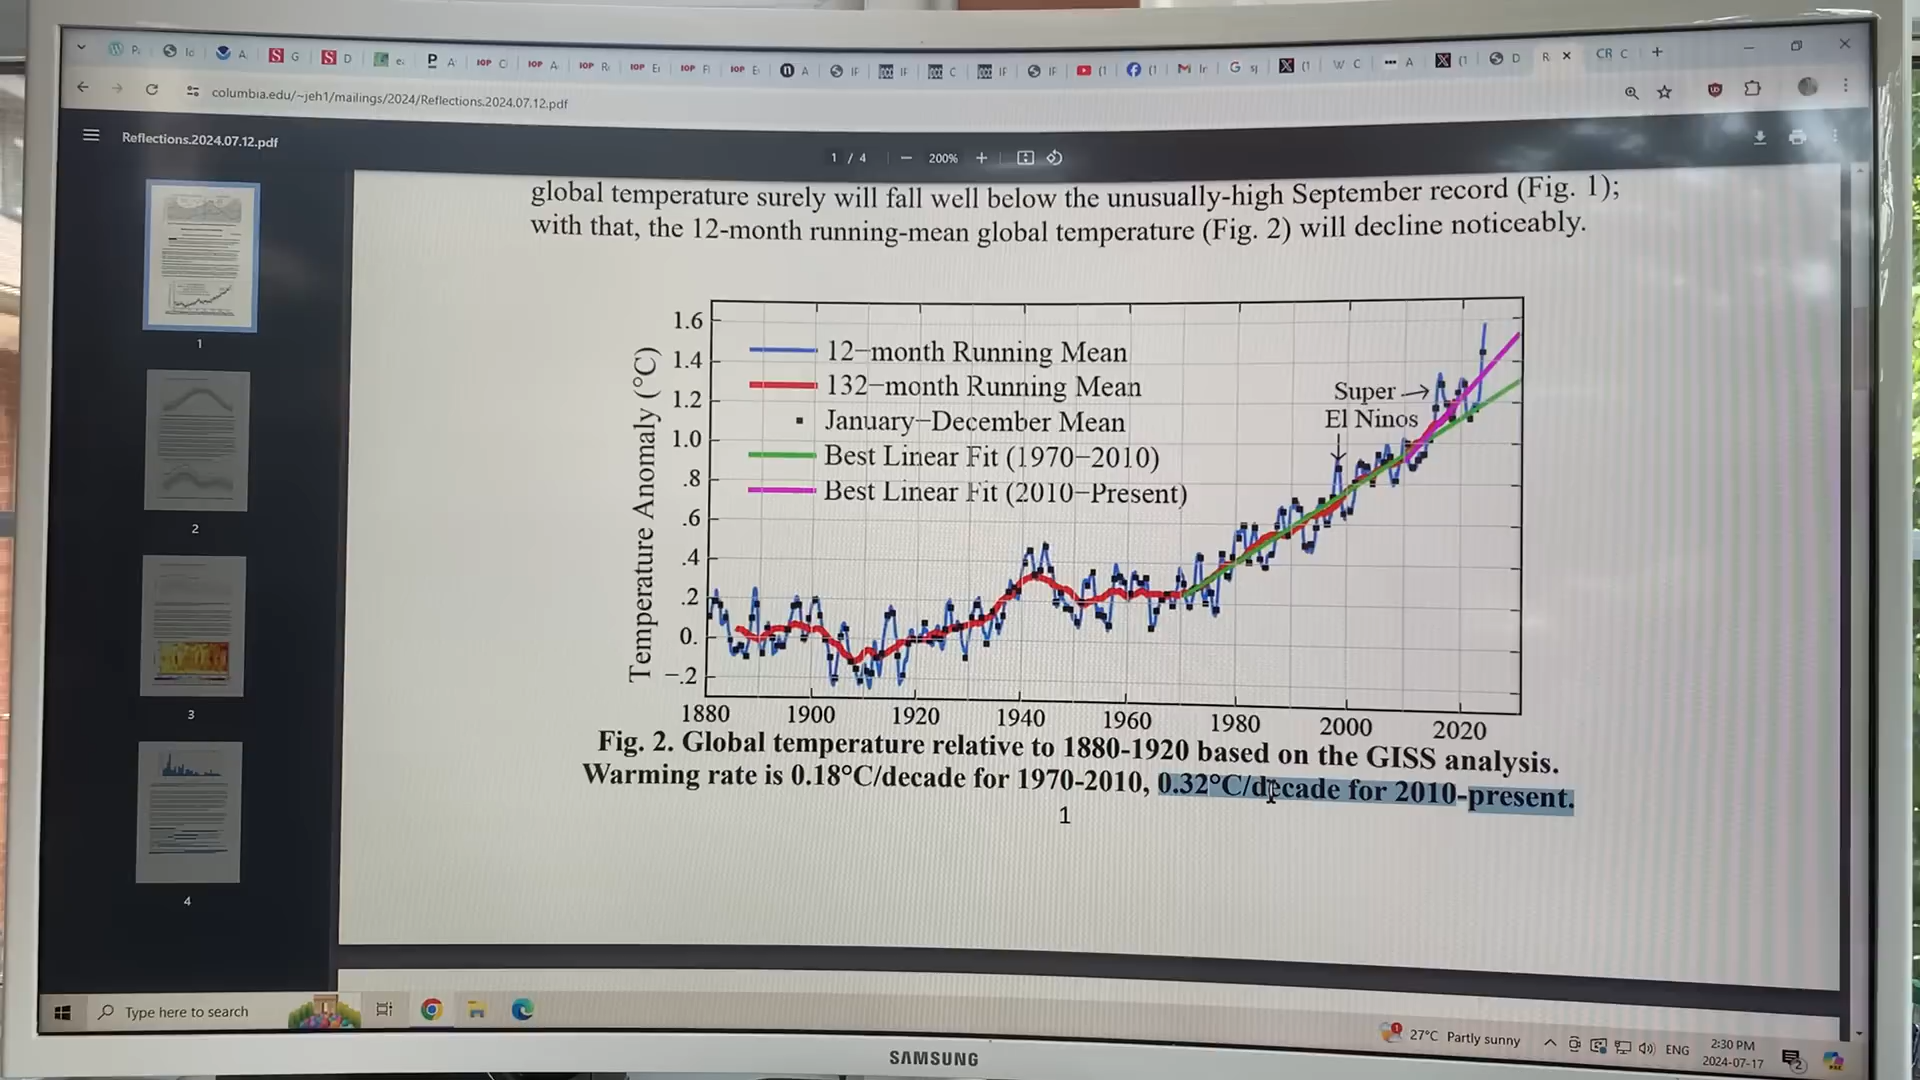 columbia.edu/~jeh1/mailings/2024/Reflections.2024.07.12.pdf
Reflections.2024.07.12.pdf
1 / 4
200%
global temperature surely will fall well below the unusually-high September record (Fig. 1);
with that, the 12-month running-mean global temperature (Fig. 2) will decline noticeably.
1.6
1.4
1.2
1.0
.8
.6
.4
.2
0.
−.2
Temperature Anomaly (°C)
12−month Running Mean
132−month Running Mean
January−December Mean
Best Linear Fit (1970−2010)
Best Linear Fit (2010−Present)
Super
El Ninos
1880
1900
1920
1940
1960
1980
2000
2020
Fig. 2. Global temperature relative to 1880-1920 based on the GISS analysis.
Warming rate is 0.18°C/decade for 1970-2010, 0.32°C/decade for 2010-present.
1
1
2
3
4
Type here to search
27°C Partly sunny
ENG
2:30 PM
2024-07-17
SAMSUNG